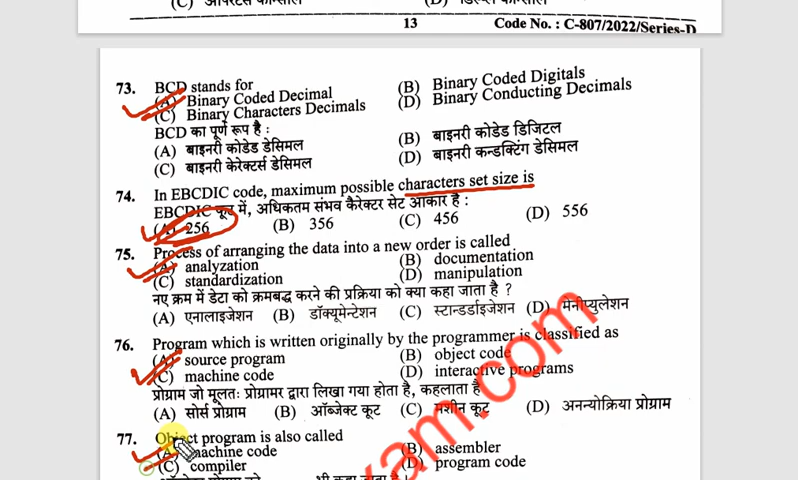 (C) आपरेटर कान्सोल (D) डिस्प्ले कान्सोल
13 Code No. : C-807/2022/Series-D
73. BCD stands for
(A) Binary Coded Decimal (B) Binary Coded Digitals
(C) Binary Characters Decimals (D) Binary Conducting Decimals
BCD का पूर्ण रूप है :
(A) बाइनरी कोडेड डेसिमल (B) बाइनरी कोडेड डिजिटल
(C) बाइनरी केरेक्टर्स डेसिमल (D) बाइनरी कन्डक्टिंग डेसिमल
74. In EBCDIC code, maximum possible characters set size is
EBCDIC कूट में, अधिकतम संभव कैरेक्टर सेट आकार है :
(A) 256 (B) 356 (C) 456 (D) 556
75. Process of arranging the data into a new order is called
(A) analyzation (B) documentation
(C) standardization (D) manipulation
नए क्रम में डेटा को क्रमबद्ध करने की प्रक्रिया को क्या कहा जाता है ?
(A) एनालाइजेशन (B) डॉक्यूमेन्टेशन (C) स्टान्डर्डाइजेशन (D) मेनीप्युलेशन
76. Program which is written originally by the programmer is classified as
(A) source program (B) object code
(C) machine code (D) interactive programs
प्रोग्राम जो मूलतः प्रोग्रामर द्वारा लिखा गया होता है, कहलाता है
(A) सोर्स प्रोग्राम (B) ऑब्जेक्ट कूट (C) मशीन कूट (D) अनन्योक्रिया प्रोग्राम
77. Object program is also called
(A) machine code (B) assembler
(C) compiler (D) program code
भी कहा जाता है
xam.com